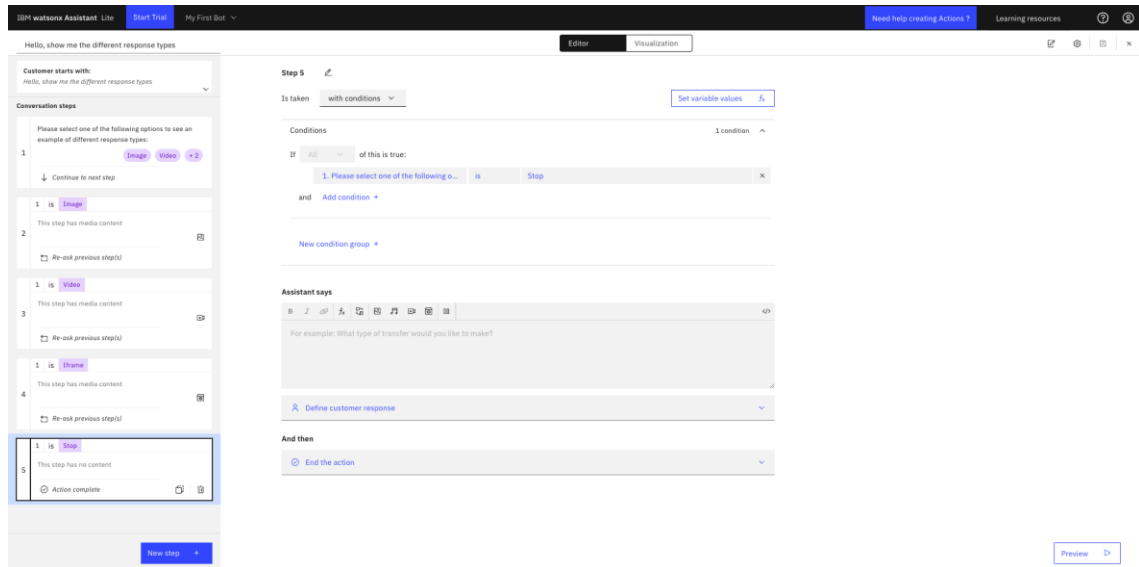 IBM watsonx Assistant Lite Start Trial My First Bot Need help creating Actions ? Learning resources
Hello, show me the different response types Editor Visualization
Customer starts with:
Hello, show me the different response types
Conversation steps
1
Please select one of the following options to see an
example of different response types:
Image Video + 2
Continue to next step
1 is Image
2
This step has media content
Re-ask previous step(s)
1 is Video
3
This step has media content
Re-ask previous step(s)
1 is Iframe
4
This step has media content
Re-ask previous step(s)
1 is Stop
5
This step has no content
Action complete
New step +
Step 5
Is taken with conditions Set variable values fx
Conditions 1 condition
If All of this is true:
1. Please select one of the following o... is Stop
and Add condition +
New condition group +
Assistant says
B I
For example: What type of transfer would you like to make?
Define customer response
And then
End the action
Preview